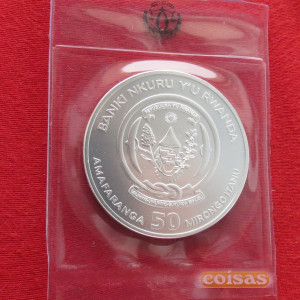 BANKI NKURU Y'U RWANDA
AMAFARANGA 50 MIRONGOTANU
coisas